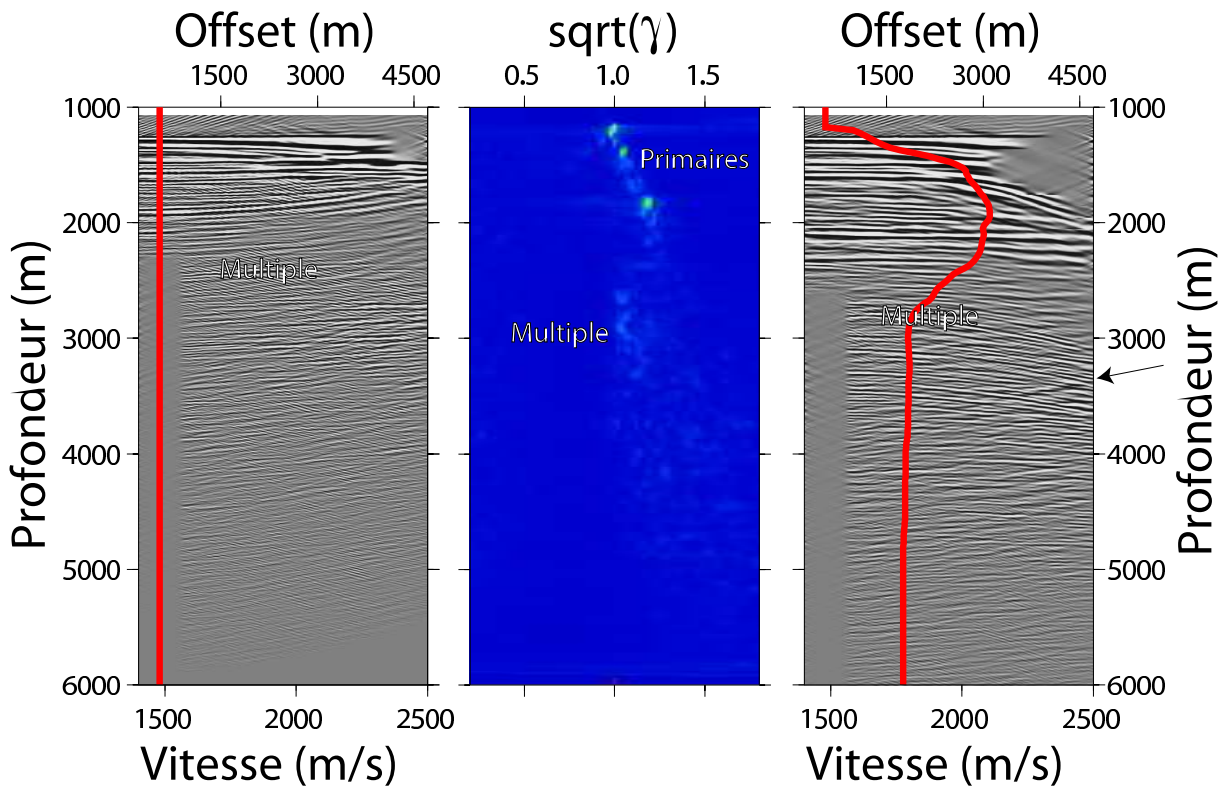 Offset (m)
sqrt(γ)
Offset (m)
1500 3000 4500
0.5 1.0 1.5
1500 3000 4500
1000
2000
3000
4000
5000
6000
Profondeur (m)
Multiple
1500 2000 2500
Vitesse (m/s)
Primaires
Multiple
Multiple
1000
2000
3000
4000
5000
6000
Profondeur (m)
1500 2000 2500
Vitesse (m/s)